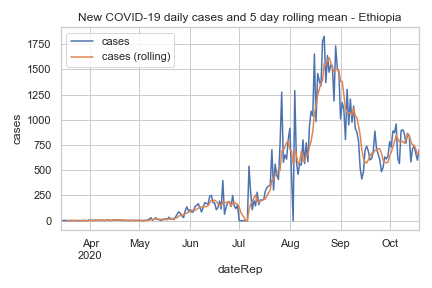 New COVID-19 daily cases and 5 day rolling mean - Ethiopia
cases
cases (rolling)
1750
1500
1250
1000
750
500
250
0
cases
Apr
2020
May
Jun
Jul
Aug
Sep
Oct
dateRep